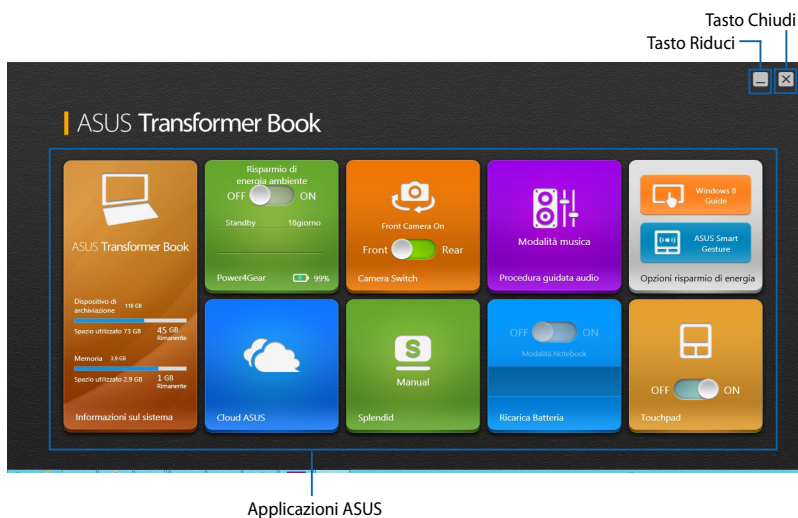 Tasto Chiudi
Tasto Riduci
ASUS Transformer Book
ASUS Transformer Book
Dispositivo di
archiviazione 118 GB
Spazio utilizzato 73 GB 45 GB
Rimanente
Memoria 3.9 GB
Spazio utilizzato 2.9 GB 1 GB
Rimanente
Informazioni sul sistema
Risparmio di
energia ambiente
OFF ON
Standby 18giorno
Power4Gear 99%
Front Camera On
Front Rear
Camera Switch
Modalità musica
Procedura guidata audio
Windows 8
Guide
ASUS Smart
Gesture
Opzioni risparmio di energia
Cloud ASUS
S
Manual
Splendid
OFF ON
Modalità Notebook
Ricarica Batteria
OFF ON
Touchpad
Applicazioni ASUS